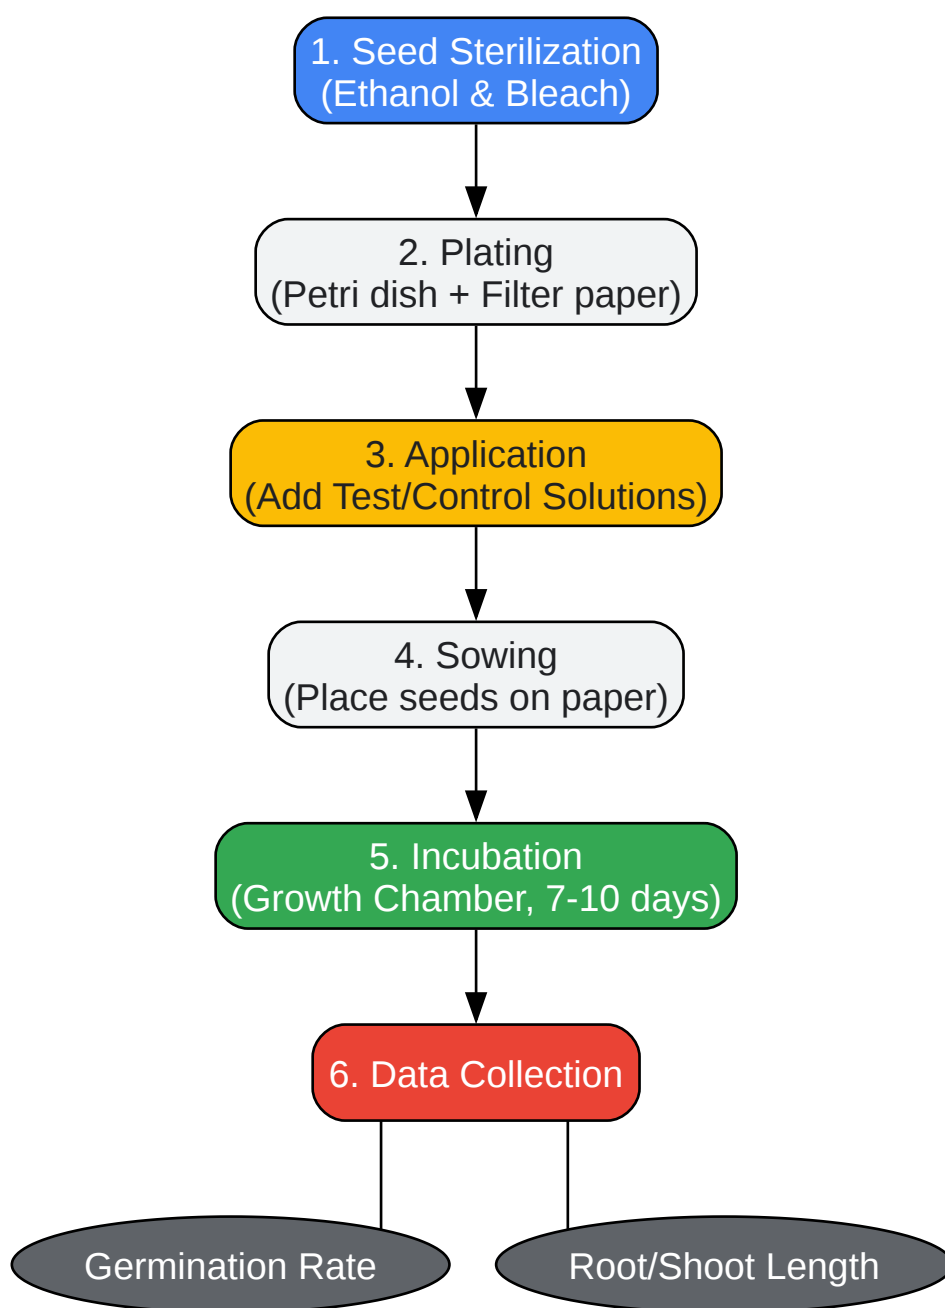 1. Seed Sterilization
(Ethanol & Bleach)
2. Plating
(Petri dish + Filter paper)
3. Application
(Add Test/Control Solutions)
4. Sowing
(Place seeds on paper)
5. Incubation
(Growth Chamber, 7-10 days)
6. Data Collection
Germination Rate
Root/Shoot Length